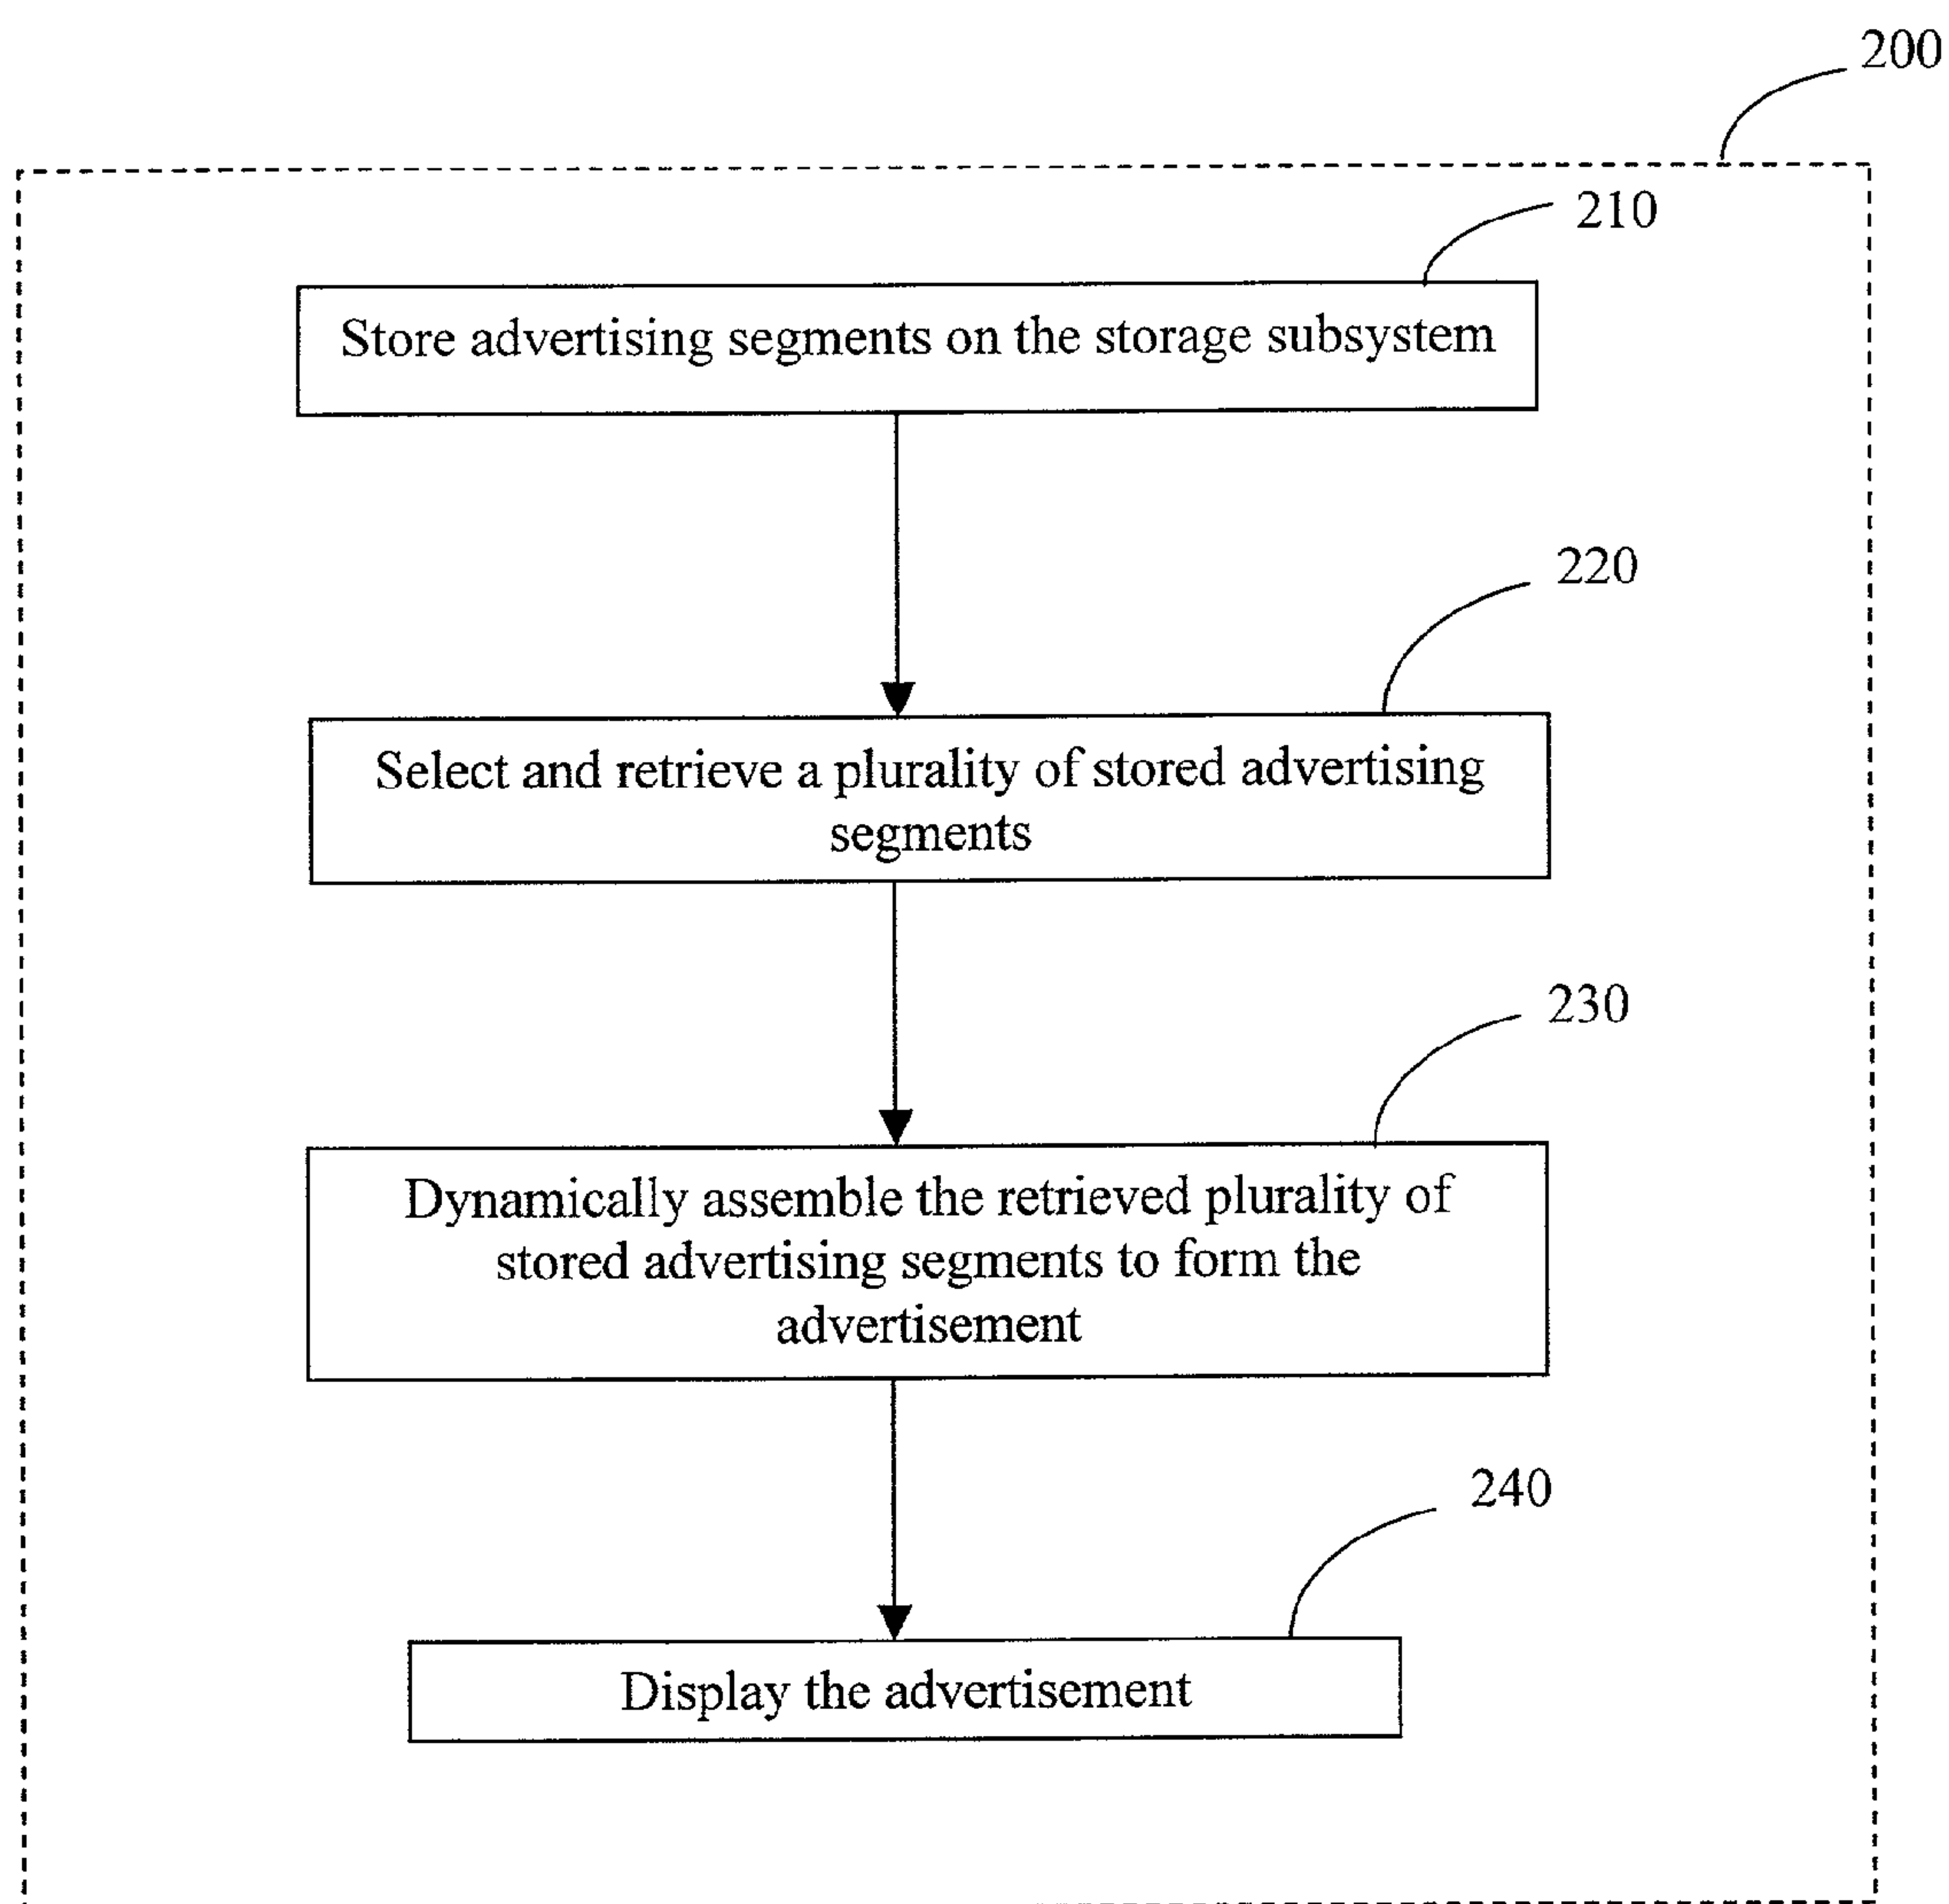 200
210
Store advertising segments on the storage subsystem
220
Select and retrieve a plurality of stored advertising
segments
230
Dynamically assemble the retrieved plurality of
stored advertising segments to form the
advertisement
240
Display the advertisement